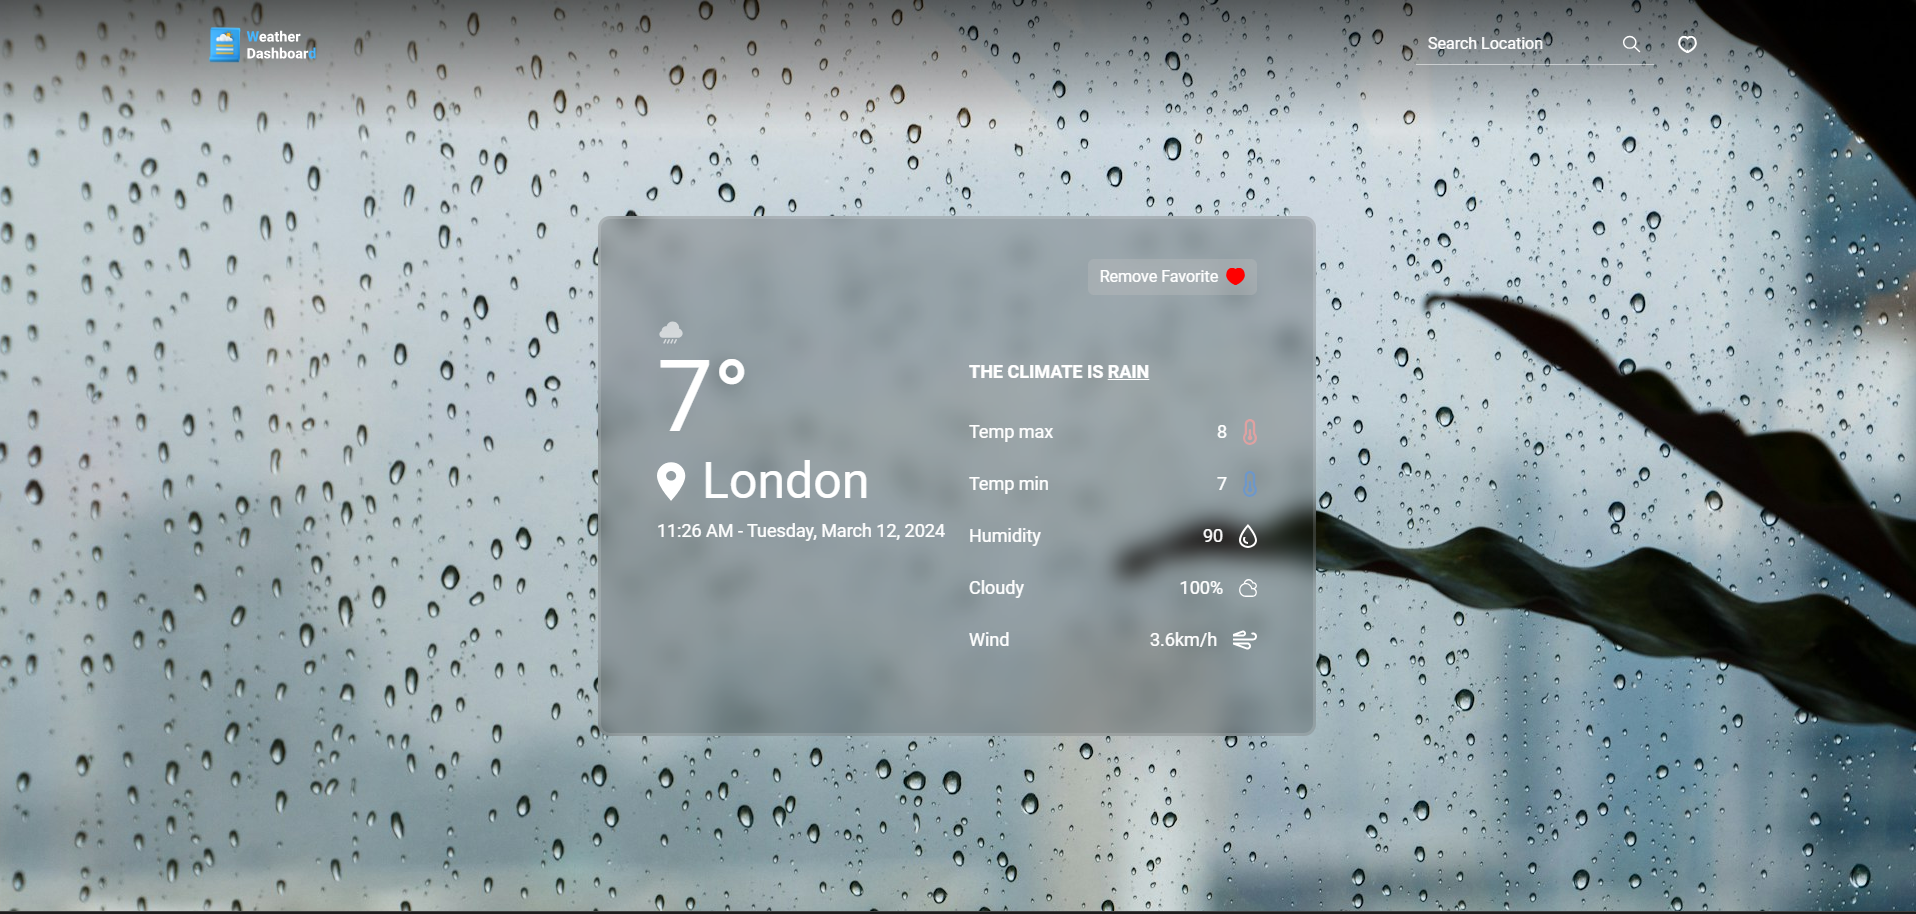 Weather
Dashboard
Search Location
Remove Favorite
7°
London
11:26 AM - Tuesday, March 12, 2024
THE CLIMATE IS RAIN
Temp max 8
Temp min 7
Humidity 90
Cloudy 100%
Wind 3.6km/h